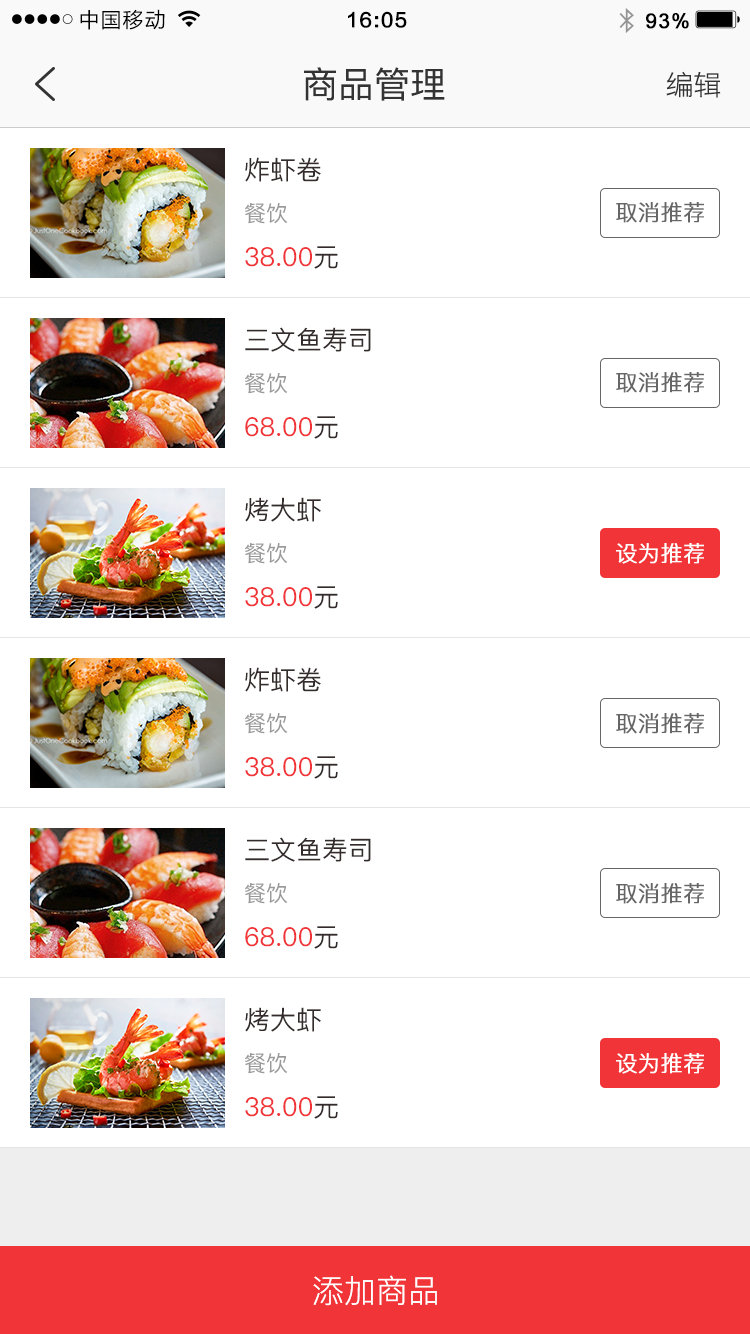 中国移动 16:05 93%
商品管理 编辑
炸虾卷
餐饮
取消推荐
38.00元
JustOneCookbook.com
三文鱼寿司
餐饮
取消推荐
68.00元
烤大虾
餐饮
设为推荐
38.00元
炸虾卷
餐饮
取消推荐
38.00元
JustOneCookbook.com
三文鱼寿司
餐饮
取消推荐
68.00元
烤大虾
餐饮
设为推荐
38.00元
添加商品